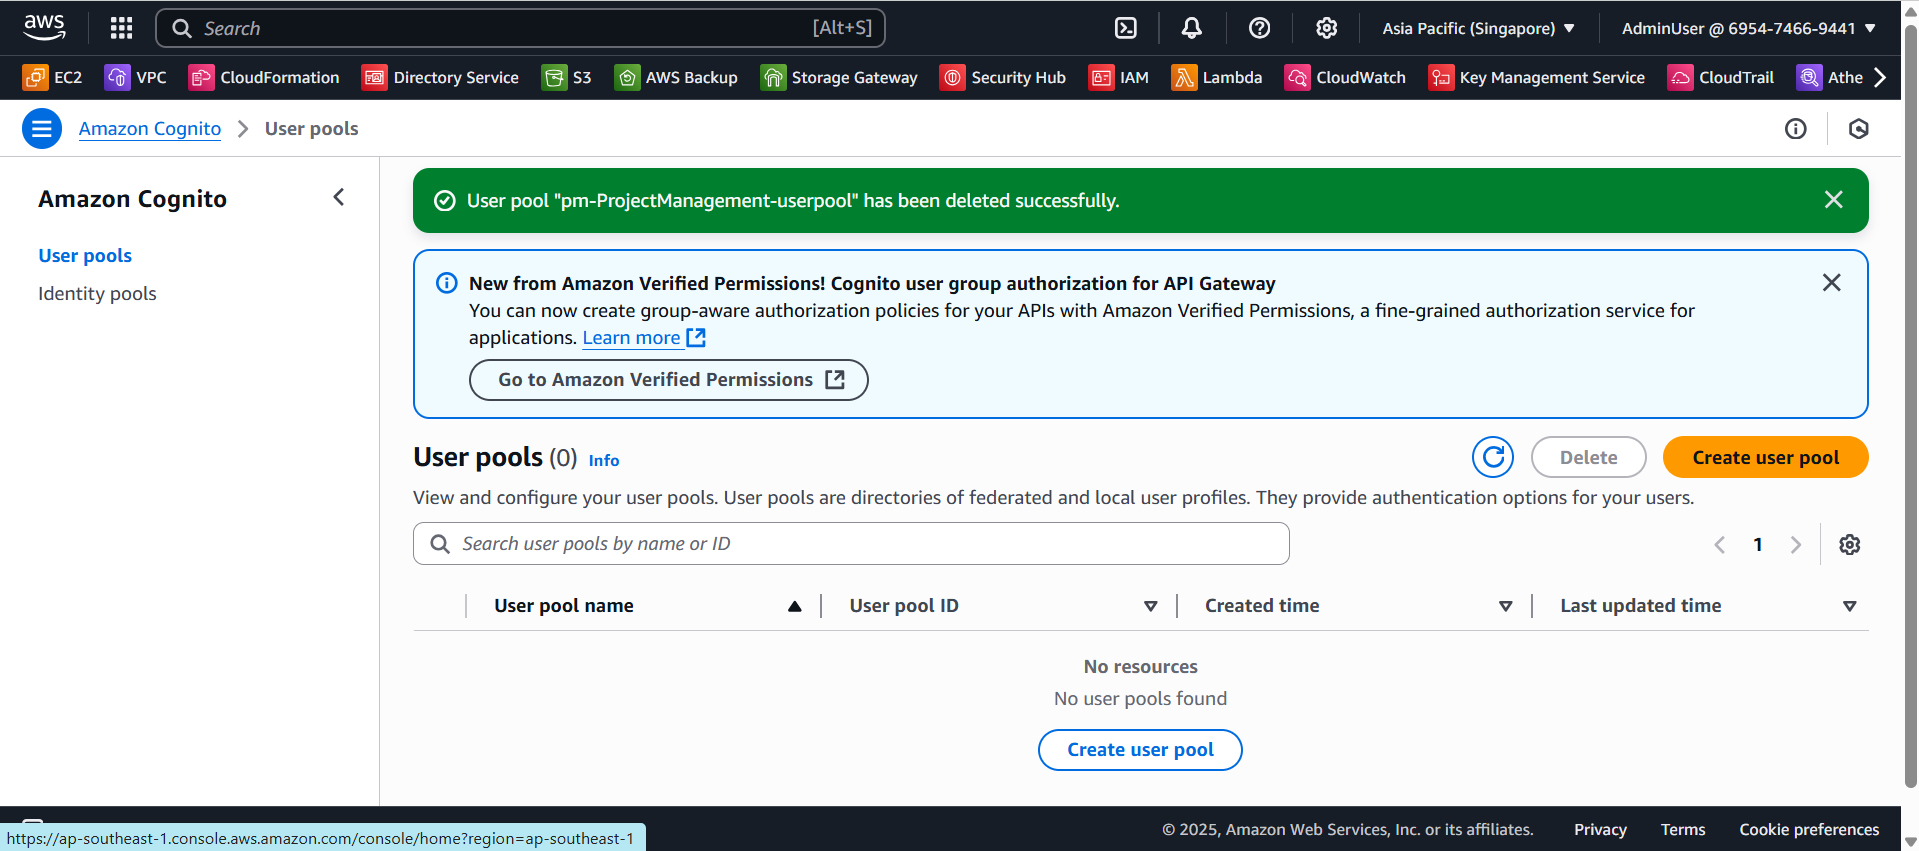 aws
Search [Alt+S]
Asia Pacific (Singapore)
AdminUser @ 6954-7466-9441
EC2 VPC CloudFormation Directory Service S3 AWS Backup Storage Gateway Security Hub IAM Lambda CloudWatch Key Management Service CloudTrail Athe
Amazon Cognito User pools
Amazon Cognito
User pools
Identity pools
User pool "pm-ProjectManagement-userpool" has been deleted successfully.
New from Amazon Verified Permissions! Cognito user group authorization for API Gateway
You can now create group-aware authorization policies for your APIs with Amazon Verified Permissions, a fine-grained authorization service for
applications. Learn more
Go to Amazon Verified Permissions
User pools (0) Info
Delete
Create user pool
View and configure your user pools. User pools are directories of federated and local user profiles. They provide authentication options for your users.
Search user pools by name or ID
1
User pool name User pool ID Created time Last updated time
No resources
No user pools found
Create user pool
© 2025, Amazon Web Services, Inc. or its affiliates. Privacy Terms Cookie preferences
https://ap-southeast-1.console.aws.amazon.com/console/home?region=ap-southeast-1